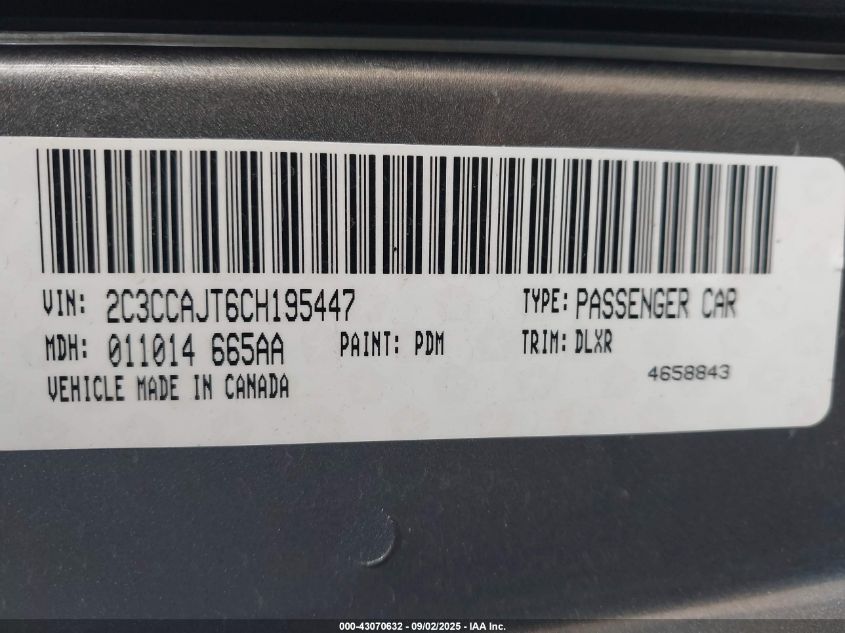 VIN: 2C3CCAJT6CH195447 TYPE: PASSENGER CAR
MDH: 011014 665AA PAINT: PDM TRIM: DLXR
VEHICLE MADE IN CANADA 4658843
000-43070632 - 09/02/2025 - IAA Inc.